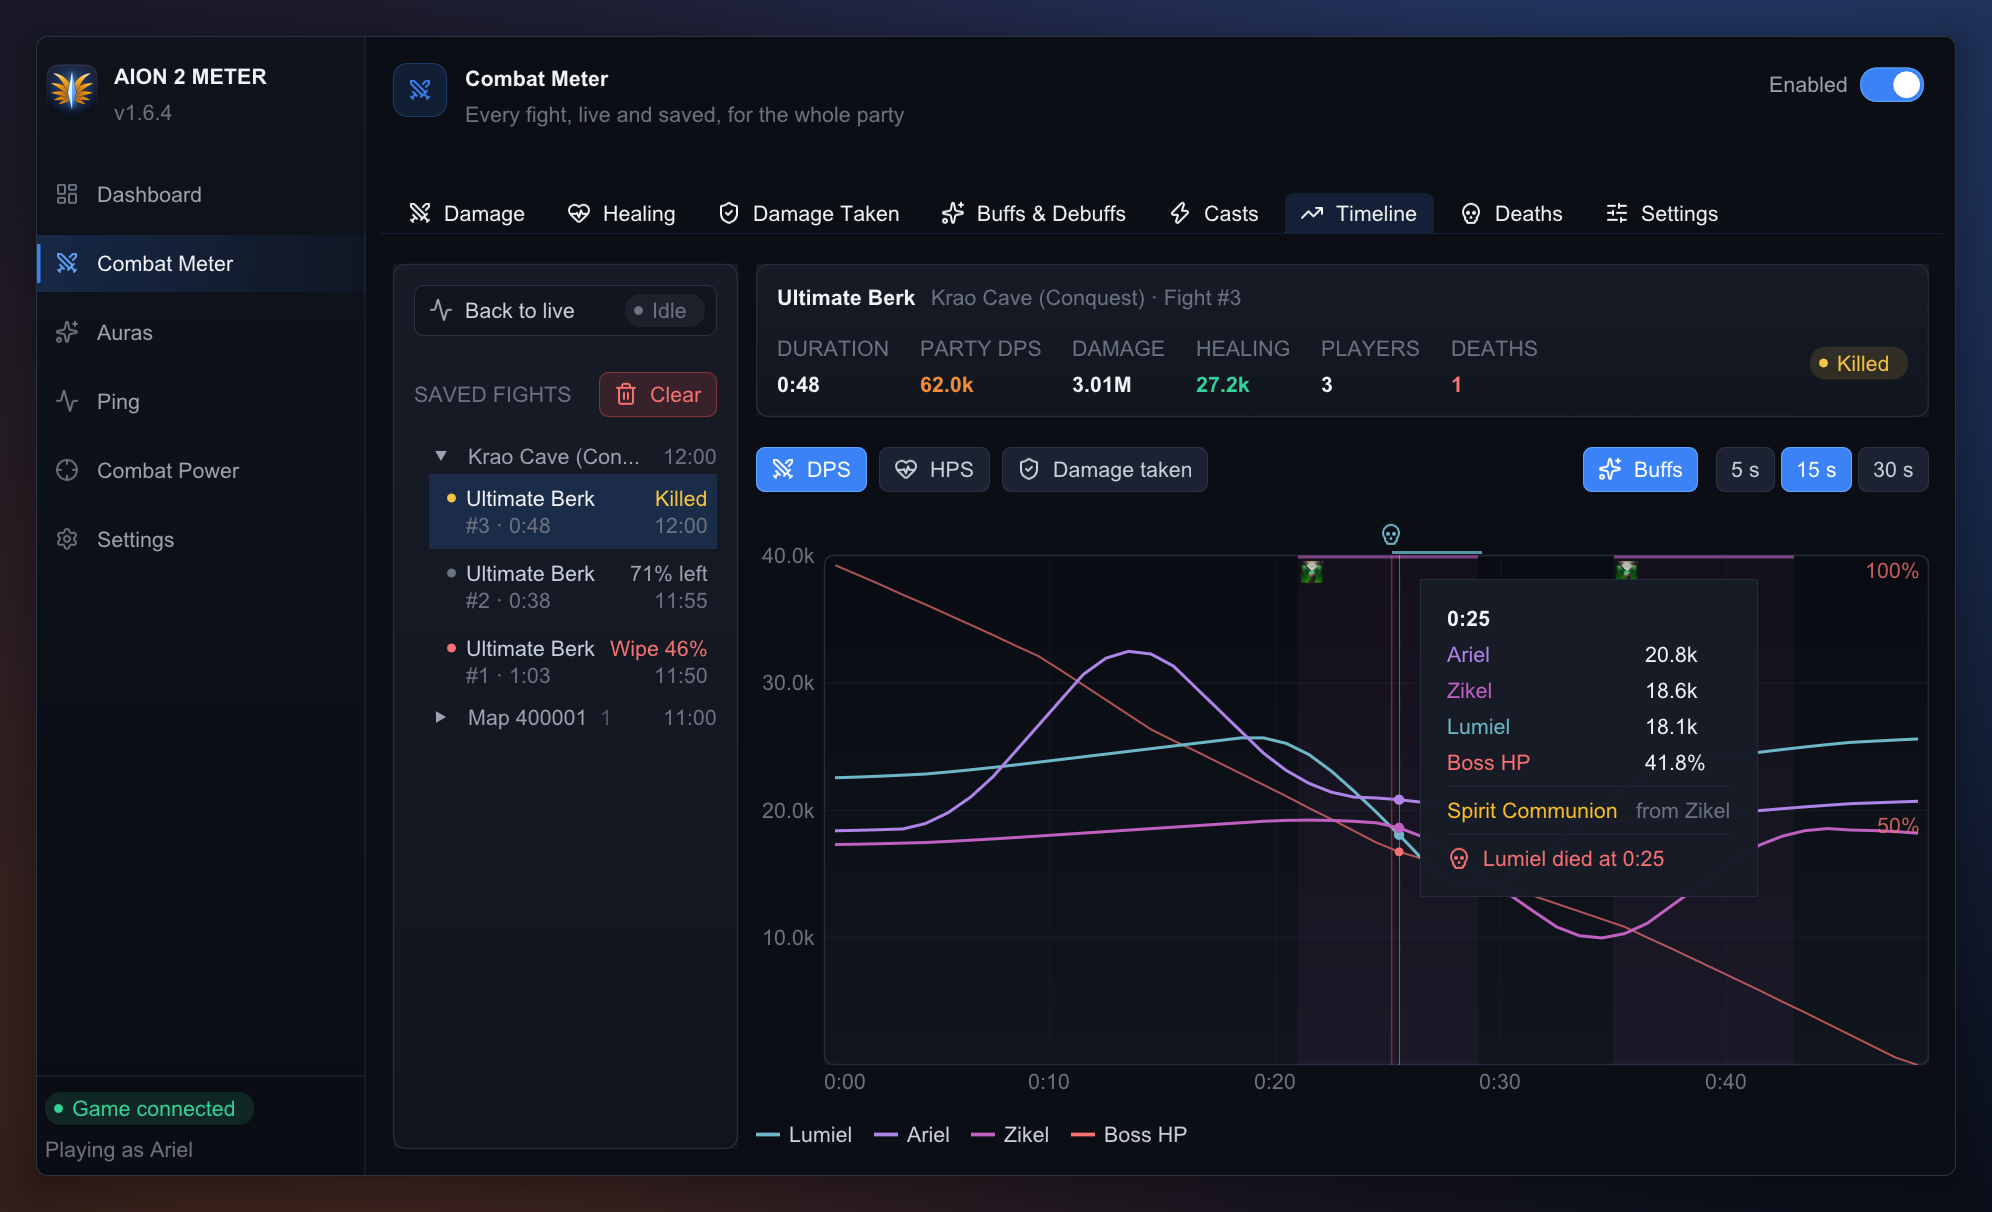 AION 2 METER
v1.6.4
Dashboard
Combat Meter
Auras
Ping
Combat Power
Settings
Game connected
Playing as Ariel
Combat Meter
Every fight, live and saved, for the whole party
Enabled
Damage
Healing
Damage Taken
Buffs & Debuffs
Casts
Timeline
Deaths
Settings
Back to live
Idle
SAVED FIGHTS
Clear
Krao Cave (Con... 12:00
Ultimate Berk Killed
#3 · 0:48 12:00
Ultimate Berk 71% left
#2 · 0:38 11:55
Ultimate Berk Wipe 46%
#1 · 1:03 11:50
Map 400001 1 11:00
Ultimate Berk Krao Cave (Conquest) · Fight #3
DURATION PARTY DPS DAMAGE HEALING PLAYERS DEATHS
0:48 62.0k 3.01M 27.2k 3 1
Killed
DPS
HPS
Damage taken
Buffs
5 s
15 s
30 s
40.0k
30.0k
20.0k
10.0k
100%
50%
0:25
Ariel 20.8k
Zikel 18.6k
Lumiel 18.1k
Boss HP 41.8%
Spirit Communion from Zikel
Lumiel died at 0:25
0:00 0:10 0:20 0:30 0:40
Lumiel Ariel Zikel Boss HP